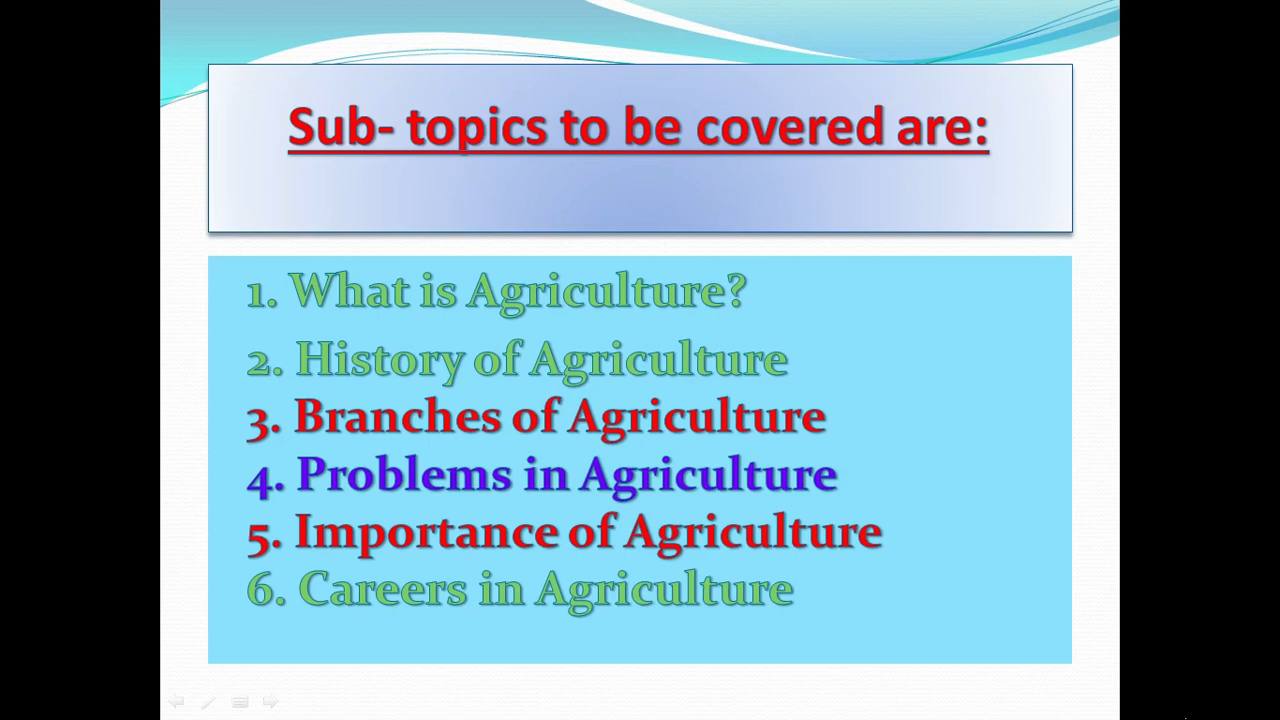 Sub- topics to be covered are:
1. What is Agriculture?
2. History of Agriculture
3. Branches of Agriculture
4. Problems in Agriculture
5. Importance of Agriculture
6. Careers in Agriculture